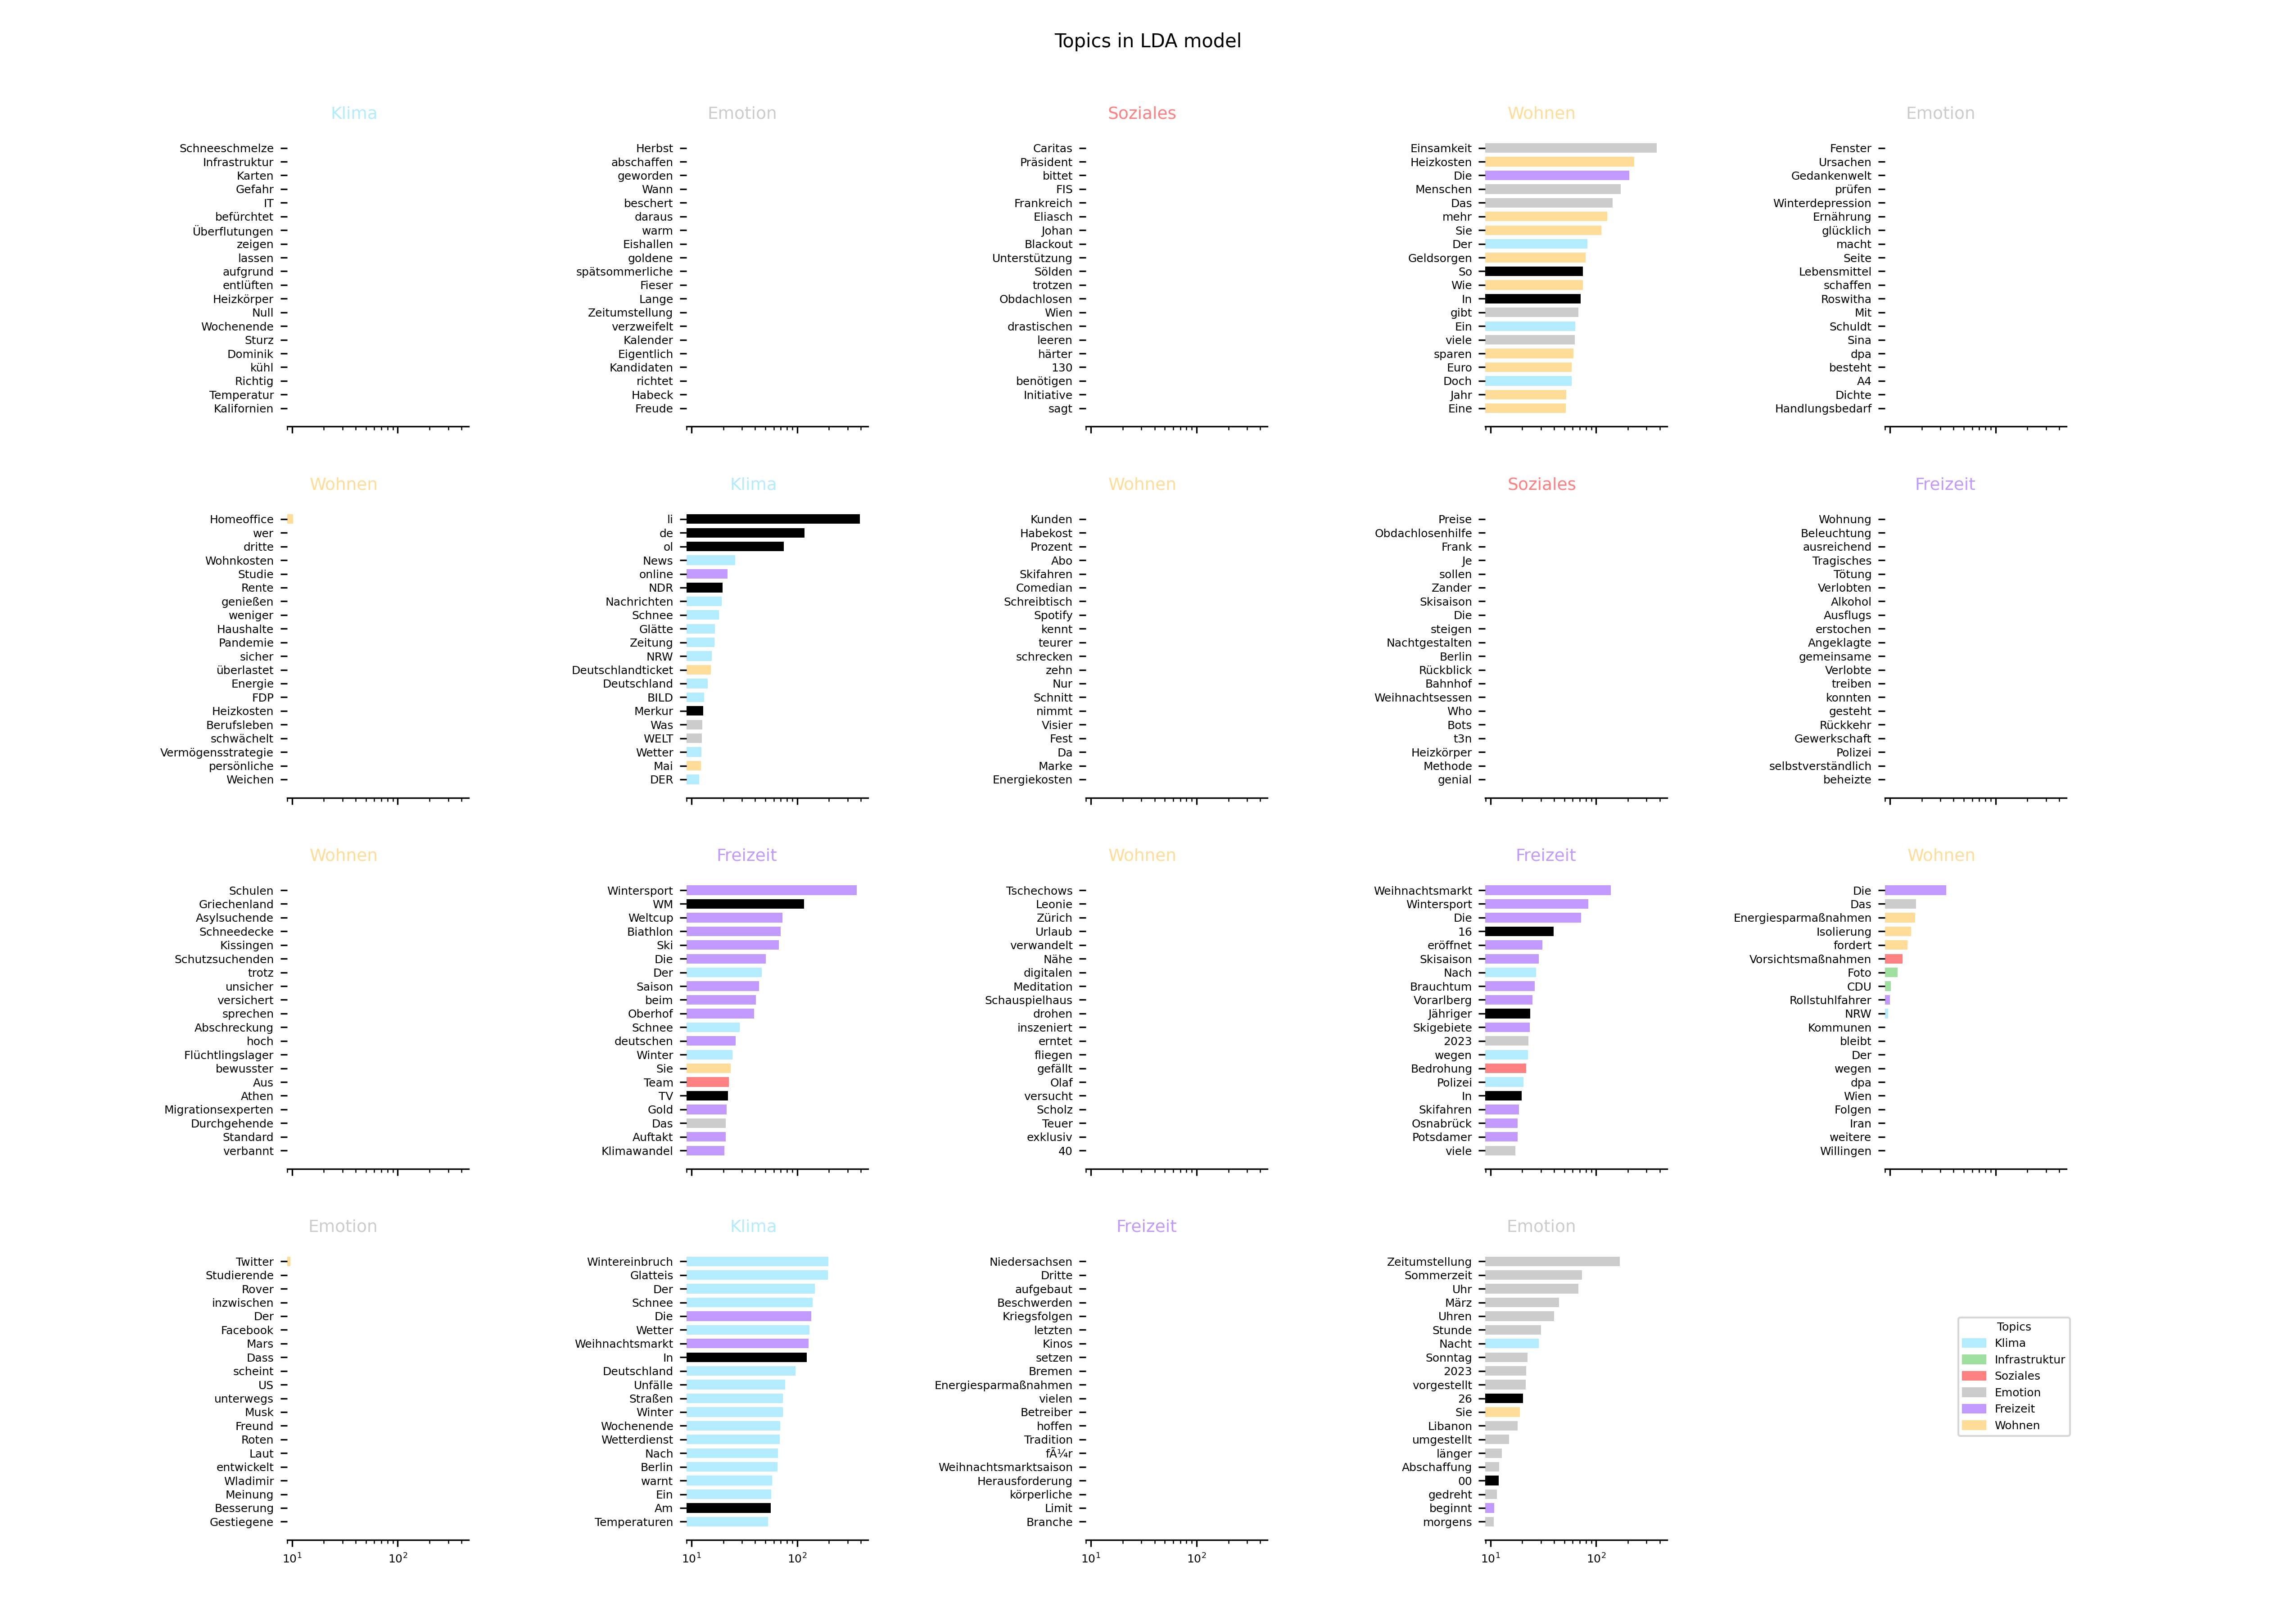 Topics in LDA model
Klima
Schneeschmelze
Infrastruktur
Karten
Gefahr
IT
befürchtet
Überflutungen
zeigen
lassen
aufgrund
entlüften
Heizkörper
Null
Wochenende
Sturz
Dominik
kühl
Richtig
Temperatur
Kalifornien
Emotion
Herbst
abschaffen
geworden
Wann
beschert
daraus
warm
Eishallen
goldene
spätsommerliche
Fieser
Lange
Zeitumstellung
verzweifelt
Kalender
Eigentlich
Kandidaten
richtet
Habeck
Freude
Soziales
Caritas
Präsident
bittet
FIS
Frankreich
Eliasch
Johan
Blackout
Unterstützung
Sölden
trotzen
Obdachlosen
Wien
drastischen
leeren
härter
130
benötigen
Initiative
sagt
Wohnen
Einsamkeit
Heizkosten
Die
Menschen
Das
mehr
Sie
Der
Geldsorgen
So
Wie
In
gibt
Ein
viele
sparen
Euro
Doch
Jahr
Eine
Emotion
Fenster
Ursachen
Gedankenwelt
prüfen
Winterdepression
Ernährung
glücklich
macht
Seite
Lebensmittel
schaffen
Roswitha
Mit
Schuldt
Sina
dpa
besteht
A4
Dichte
Handlungsbedarf
Wohnen
Homeoffice
wer
dritte
Wohnkosten
Studie
Rente
genießen
weniger
Haushalte
Pandemie
sicher
überlastet
Energie
FDP
Heizkosten
Berufsleben
schwächelt
Vermögensstrategie
persönliche
Weichen
Klima
li
de
ol
News
online
NDR
Nachrichten
Schnee
Glätte
Zeitung
NRW
Deutschlandticket
Deutschland
BILD
Merkur
Was
WELT
Wetter
Mai
DER
Wohnen
Kunden
Habekost
Prozent
Abo
Skifahren
Comedian
Schreibtisch
Spotify
kennt
teurer
schrecken
zehn
Nur
Schnitt
nimmt
Visier
Fest
Da
Marke
Energiekosten
Soziales
Preise
Obdachlosenhilfe
Frank
Je
sollen
Zander
Skisaison
Die
steigen
Nachtgestalten
Berlin
Rückblick
Bahnhof
Weihnachtsessen
Who
Bots
t3n
Heizkörper
Methode
genial
Freizeit
Wohnung
Beleuchtung
ausreichend
Tragisches
Tötung
Verlobten
Alkohol
Ausflugs
erstochen
Angeklagte
gemeinsame
Verlobte
treiben
konnten
gesteht
Rückkehr
Gewerkschaft
Polizei
selbstverständlich
beheizte
Wohnen
Schulen
Griechenland
Asylsuchende
Schneedecke
Kissingen
Schutzsuchenden
trotz
unsicher
versichert
sprechen
Abschreckung
hoch
Flüchtlingslager
bewusster
Aus
Athen
Migrationsexperten
Durchgehende
Standard
verbannt
Freizeit
Wintersport
WM
Weltcup
Biathlon
Ski
Die
Der
Saison
beim
Oberhof
Schnee
deutschen
Winter
Sie
Team
TV
Gold
Das
Auftakt
Klimawandel
Wohnen
Tschechows
Leonie
Zürich
Urlaub
verwandelt
Nähe
digitalen
Meditation
Schauspielhaus
drohen
inszeniert
erntet
fliegen
gefällt
Olaf
versucht
Scholz
Teuer
exklusiv
40
Freizeit
Weihnachtsmarkt
Wintersport
Die
16
eröffnet
Skisaison
Nach
Brauchtum
Vorarlberg
Jähriger
Skigebiete
2023
wegen
Bedrohung
Polizei
In
Skifahren
Osnabrück
Potsdamer
viele
Wohnen
Die
Das
Energiesparmaßnahmen
Isolierung
fordert
Vorsichtsmaßnahmen
Foto
CDU
Rollstuhlfahrer
NRW
Kommunen
bleibt
Der
wegen
dpa
Wien
Folgen
Iran
weitere
Willingen
Emotion
Twitter
Studierende
Rover
inzwischen
Der
Facebook
Mars
Dass
scheint
US
unterwegs
Musk
Freund
Roten
Laut
entwickelt
Wladimir
Meinung
Besserung
Gestiegene
10¹ 10²
Klima
Wintereinbruch
Glatteis
Der
Schnee
Die
Wetter
Weihnachtsmarkt
In
Deutschland
Unfälle
Straßen
Winter
Wochenende
Wetterdienst
Nach
Berlin
warnt
Ein
Am
Temperaturen
10¹ 10²
Freizeit
Niedersachsen
Dritte
aufgebaut
Beschwerden
Kriegsfolgen
letzten
Kinos
setzen
Bremen
Energiesparmaßnahmen
vielen
Betreiber
hoffen
Tradition
fÃ¼r
Weihnachtsmarktsaison
Herausforderung
körperliche
Limit
Branche
10¹ 10²
Emotion
Zeitumstellung
Sommerzeit
Uhr
März
Uhren
Stunde
Nacht
Sonntag
2023
vorgestellt
26
Sie
Libanon
umgestellt
länger
Abschaffung
00
gedreht
beginnt
morgens
10¹ 10²
Topics
Klima
Infrastruktur
Soziales
Emotion
Freizeit
Wohnen